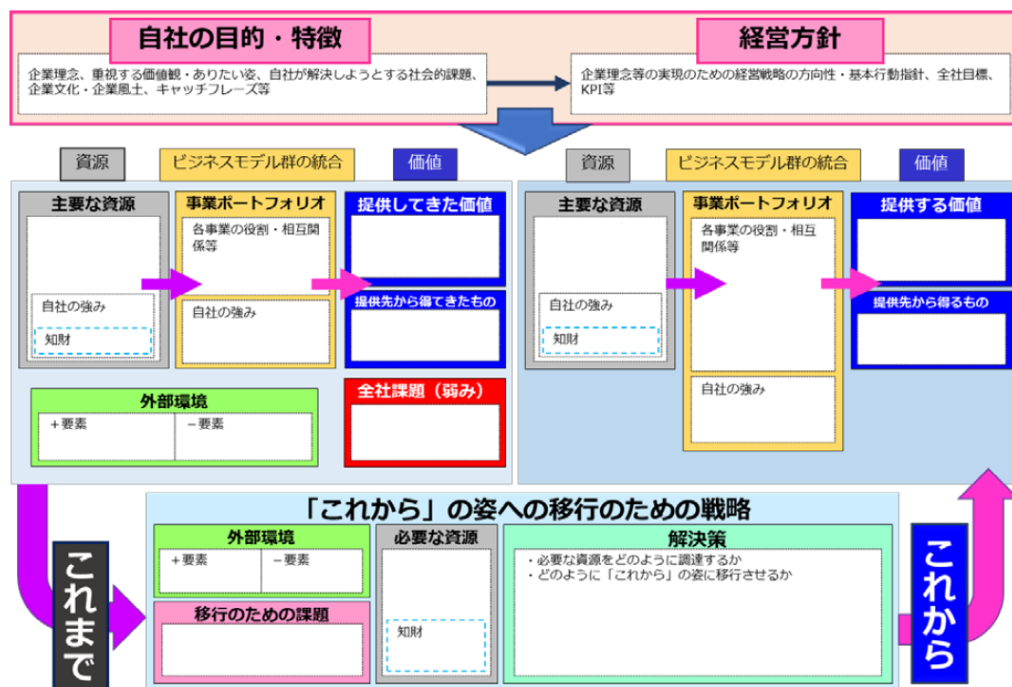 自社の目的・特徴
企業理念、重視する価値観・ありたい姿、自社が解決しようとする社会的課題、
企業文化・企業風土、キャッチフレーズ等
経営方針
企業理念等の実現のための経営戦略の方向性・基本行動指針、全社目標、
KPI等
資源
ビジネスモデル群の統合
価値
主要な資源
自社の強み
知財
事業ポートフォリオ
各事業の役割・相互関
係等
自社の強み
提供してきた価値
提供先から得てきたもの
外部環境
+要素
-要素
全社課題(弱み)
資源
ビジネスモデル群の統合
価値
主要な資源
自社の強み
知財
事業ポートフォリオ
各事業の役割・相互
関係等
自社の強み
提供する価値
提供先から得るもの
これまで
「これから」の姿への移行のための戦略
外部環境
+要素
-要素
移行のための課題
必要な資源
知財
解決策
・必要な資源をどのように調達するか
・どのように「これから」の姿に移行させるか
これから